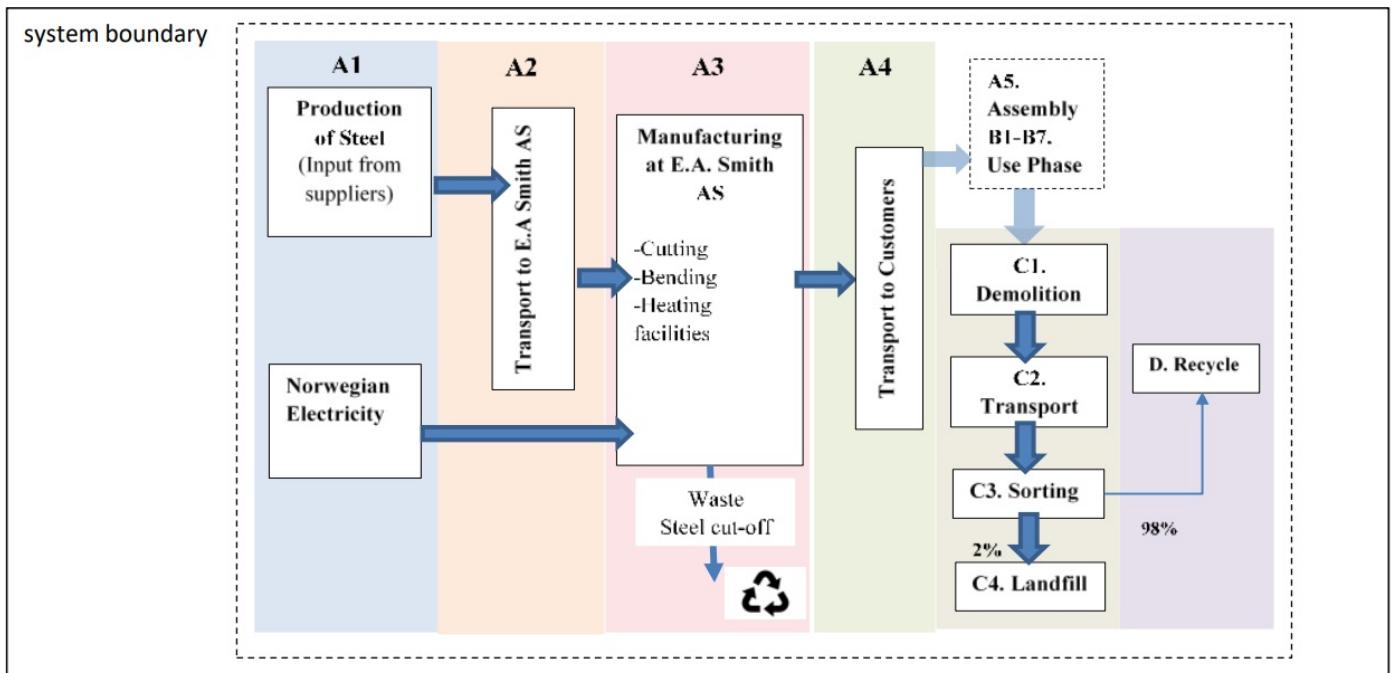 system boundary
A1
Production
of Steel
(Input from
suppliers)
Norwegian
Electricity
A2
Transport to E.A Smith AS
A3
Manufacturing
at E.A. Smith
AS
-Cutting
-Bending
-Heating
facilities
Waste
Steel cut-off
A4
Transport to Customers
A5.
Assembly
B1-B7.
Use Phase
C1.
Demolition
C2.
Transport
C3. Sorting
2%
C4. Landfill
98%
D. Recycle